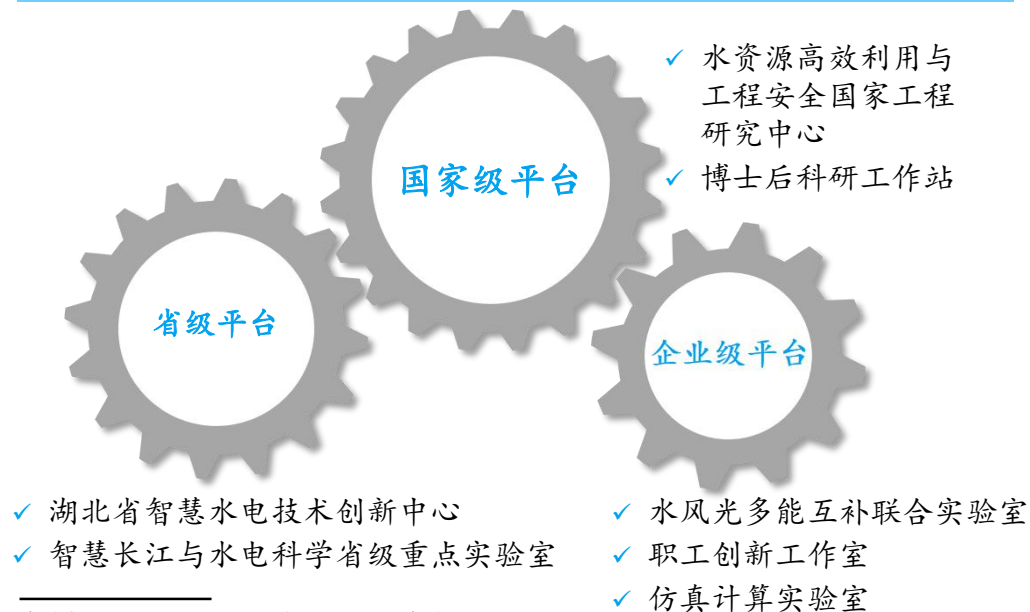 水资源高效利用与
工程安全国家工程
研究中心
博士后科研工作站
国家级平台
省级平台
企业级平台
湖北省智慧水电技术创新中心
智慧长江与水电科学省级重点实验室
水风光多能互补联合实验室
职工创新工作室
仿真计算实验室